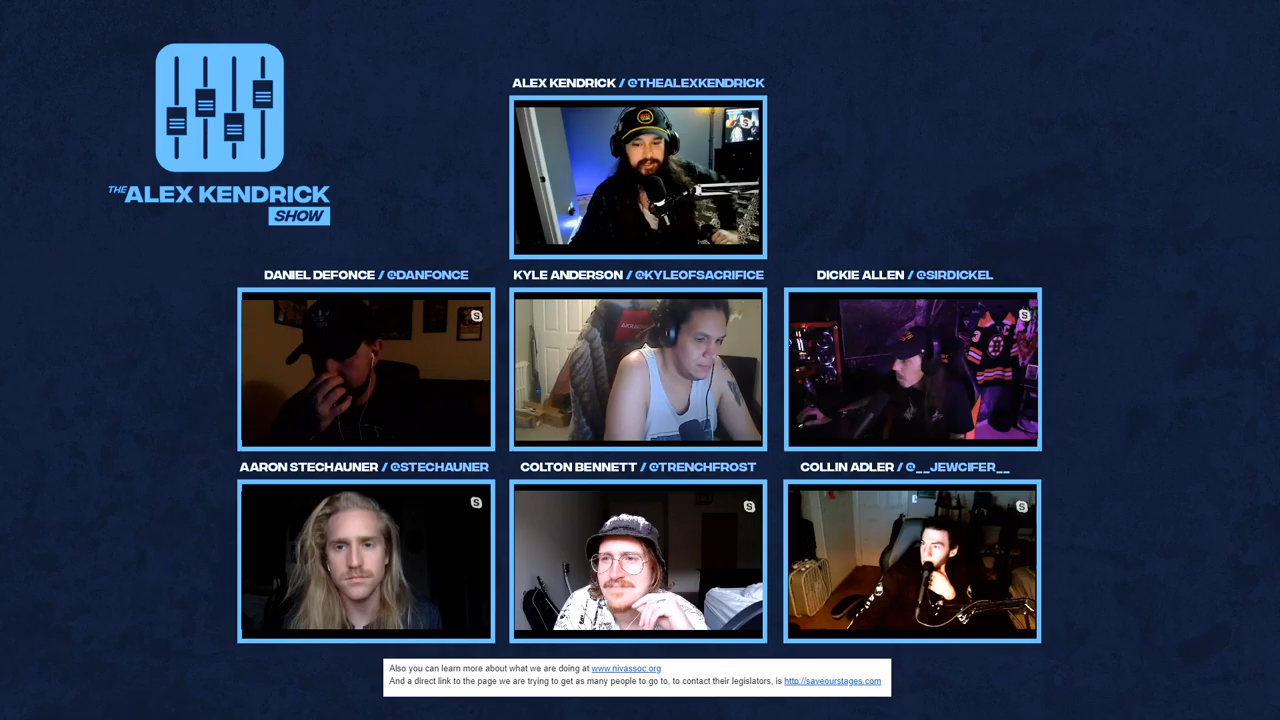 THE ALEX KENDRICK
SHOW
ALEX KENDRICK / @THEALEXKENDRICK
DANIEL DEFONCE / @DANFONCE
KYLE ANDERSON / @KYLEOFSACRIFICE
DICKIE ALLEN / @SIRDICKEL
AARON STECHAUNER / @STECHAUNER
COLTON BENNETT / @TRENCHFROST
COLLIN ADLER / @__JEWCIFER__
Also you can learn more about what we are doing at www.nivassoc.org
And a direct link to the page we are trying to get as many people to go to, to contact their legislators, is http://saveourstages.com